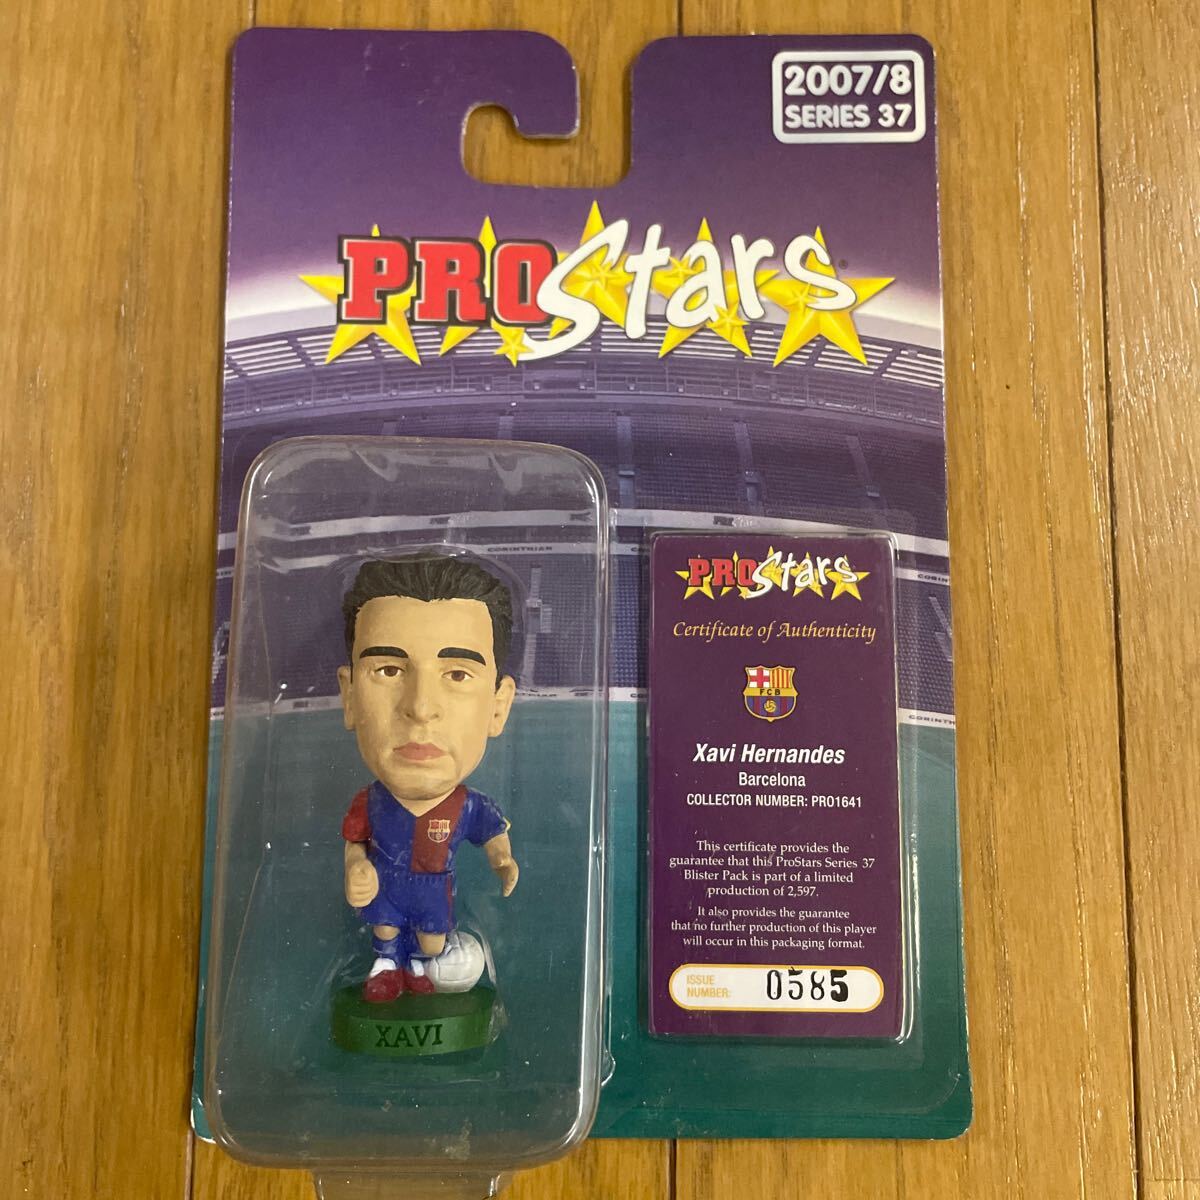 2007/8
SERIES 37
PROStars
CORINTHIAN
PROStars
Certificate of Authenticity
FCB
Xavi Hernandes
Barcelona
COLLECTOR NUMBER: PRO1641
This certificate provides the
guarantee that this ProStars Series 37
Blister Pack is part of a limited
production of 2,597.
It also provides the guarantee
that no further production of this player
will occur in this packaging format.
ISSUE
NUMBER:
0585
XAVI